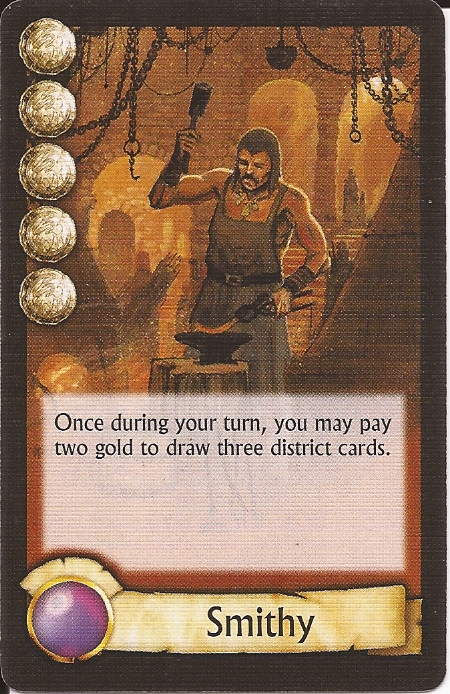 Once during your turn, you may pay
two gold to draw three district cards.
Smithy